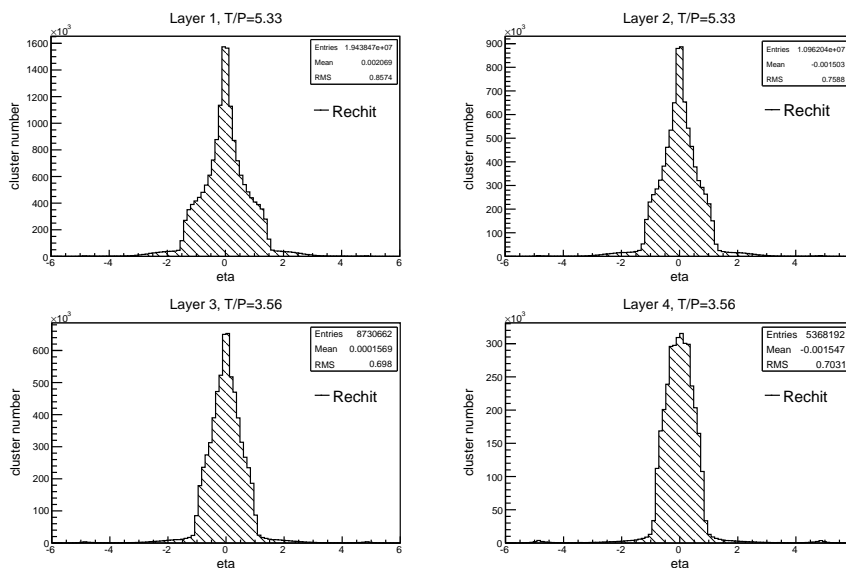 Layer 1, T/P=5.33
×10³
Entries 1.943847e+07
Mean 0.002069
RMS 0.8574
Rechit
cluster number
1600
1400
1200
1000
800
600
400
200
0
-6 -4 -2 0 2 4 6
eta
Layer 2, T/P=5.33
×10³
Entries 1.096204e+07
Mean -0.001503
RMS 0.7588
Rechit
cluster number
900
800
700
600
500
400
300
200
100
0
-6 -4 -2 0 2 4 6
eta
Layer 3, T/P=3.56
×10³
Entries 8730662
Mean 0.0001569
RMS 0.698
Rechit
cluster number
600
500
400
300
200
100
0
-6 -4 -2 0 2 4 6
eta
Layer 4, T/P=3.56
×10³
Entries 5368192
Mean -0.001547
RMS 0.7031
Rechit
cluster number
300
250
200
150
100
50
0
-6 -4 -2 0 2 4 6
eta